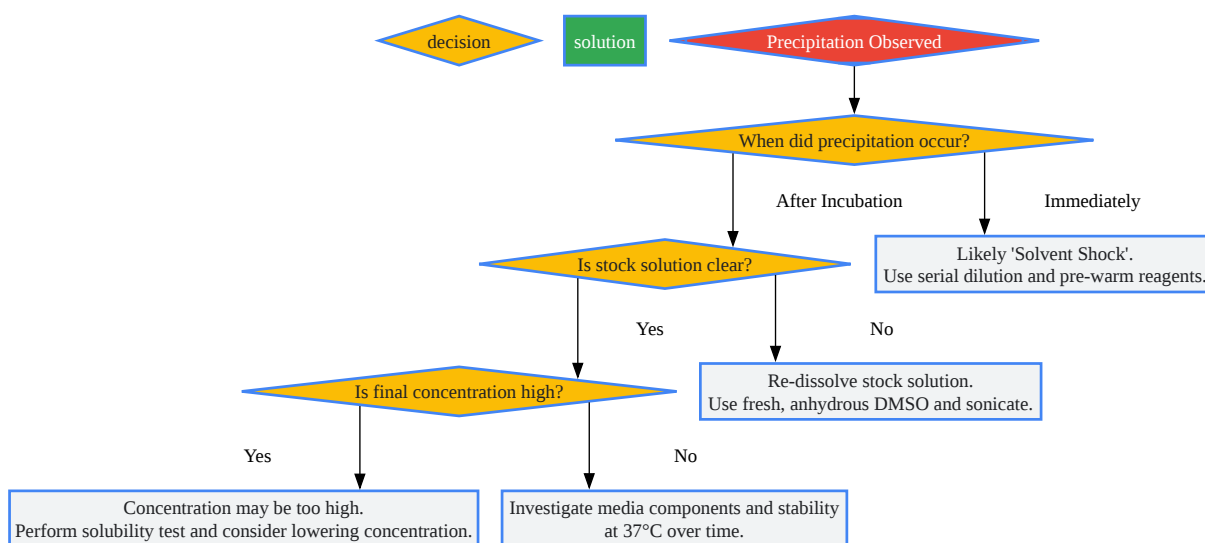 decision
solution
Precipitation Observed
When did precipitation occur?
After Incubation
Immediately
Is stock solution clear?
Likely 'Solvent Shock'.
Use serial dilution and pre-warm reagents.
Yes
No
Is final concentration high?
Re-dissolve stock solution.
Use fresh, anhydrous DMSO and sonicate.
Yes
No
Concentration may be too high.
Perform solubility test and consider lowering concentration.
Investigate media components and stability
at 37°C over time.